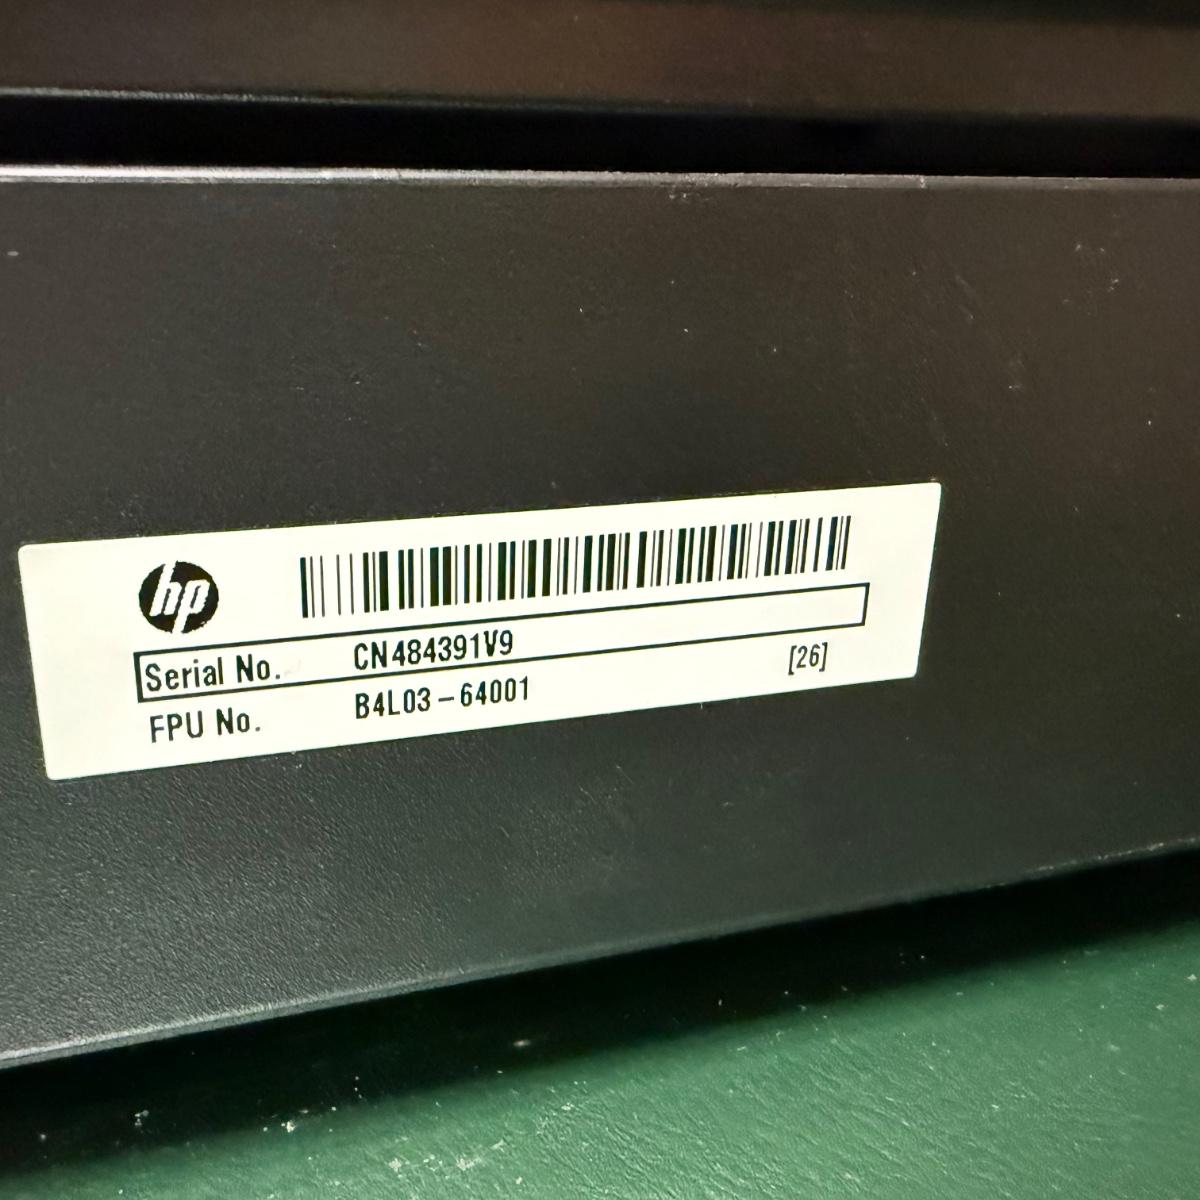 hp
Serial No. CN484391V9
FPU No. B4L03-64001 [26]